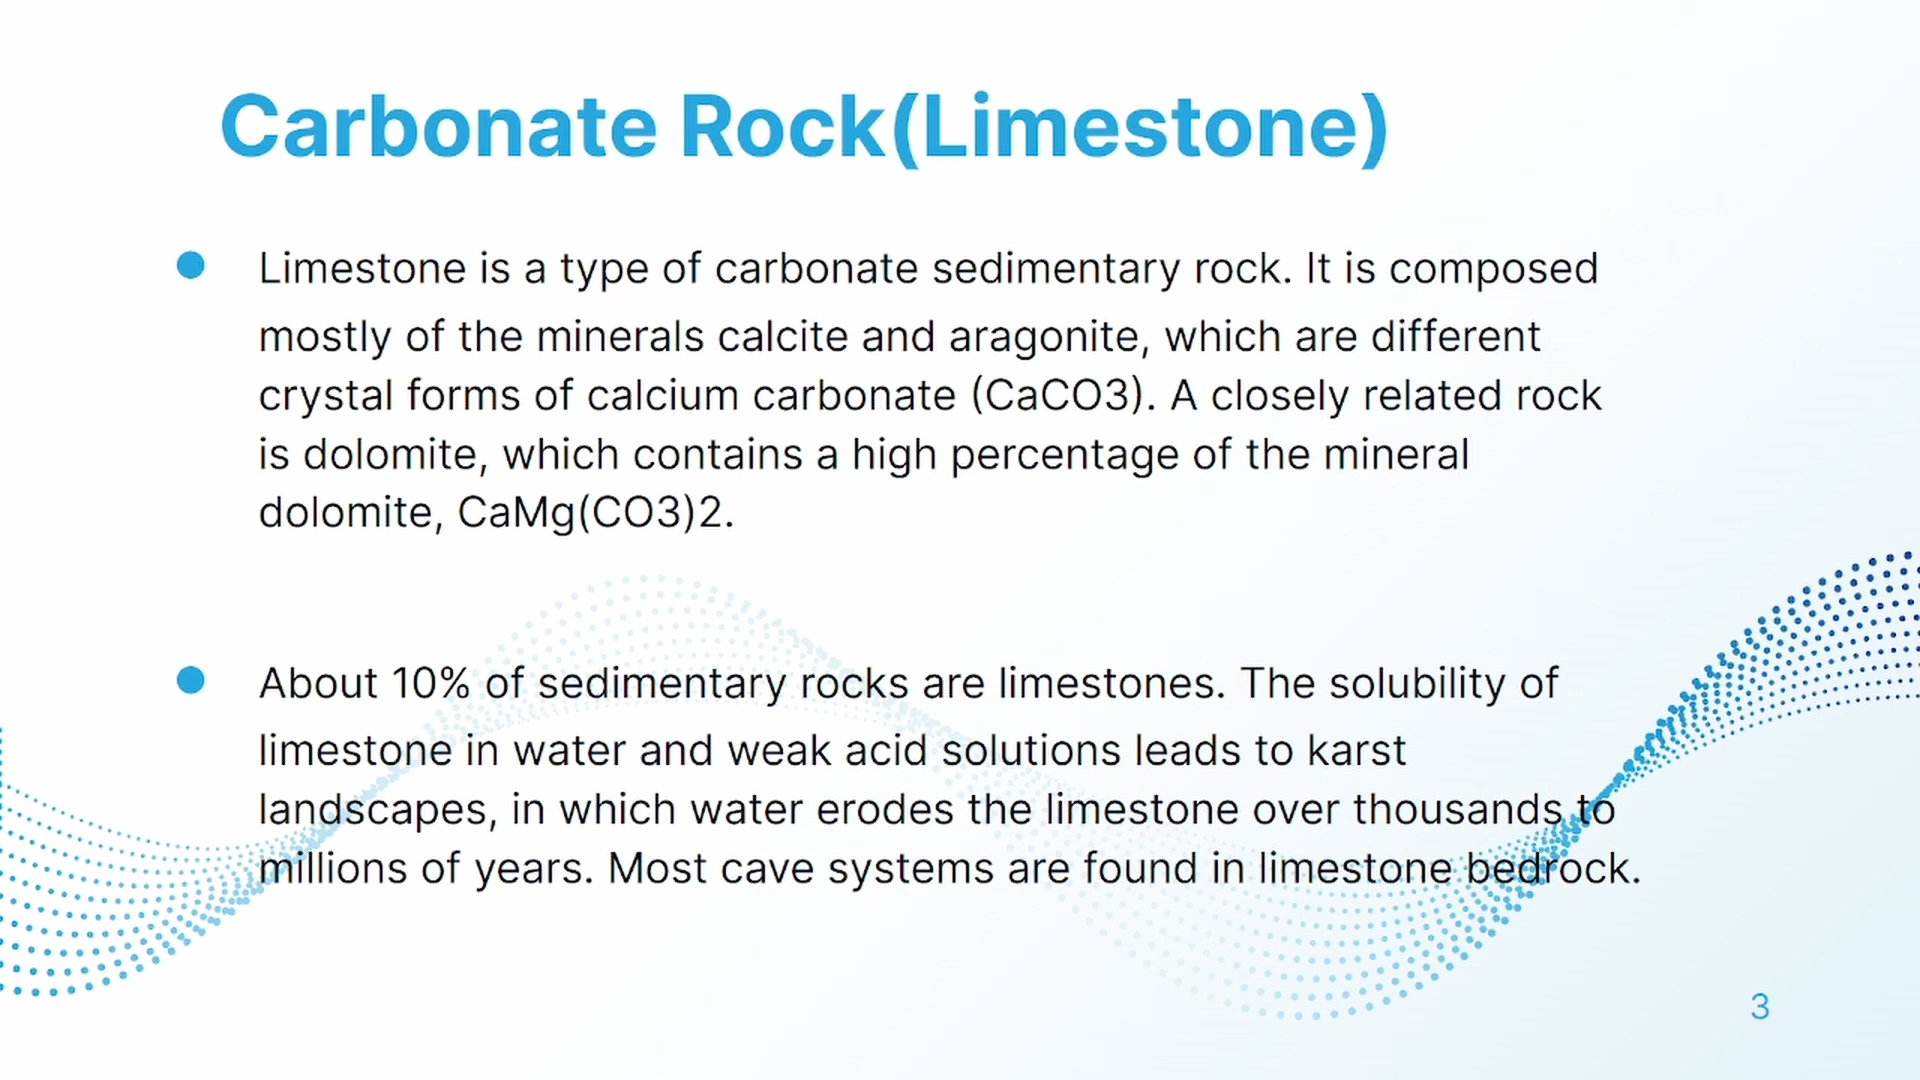 Carbonate Rock(Limestone)
Limestone is a type of carbonate sedimentary rock. It is composed
mostly of the minerals calcite and aragonite, which are different
crystal forms of calcium carbonate (CaCO3). A closely related rock
is dolomite, which contains a high percentage of the mineral
dolomite, CaMg(CO3)2.
About 10% of sedimentary rocks are limestones. The solubility of
limestone in water and weak acid solutions leads to karst
landscapes, in which water erodes the limestone over thousands to
millions of years. Most cave systems are found in limestone bedrock.
3